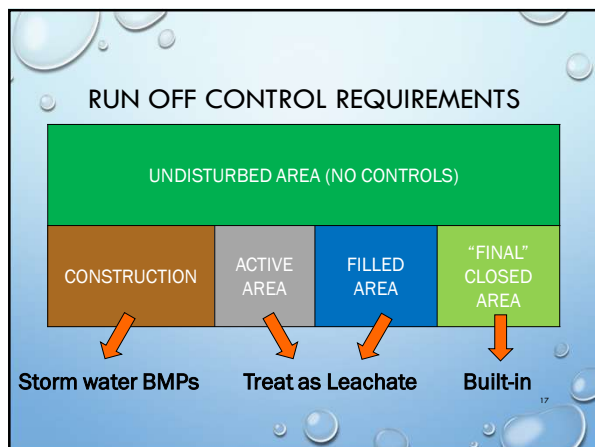 RUN OFF CONTROL REQUIREMENTS
UNDISTURBED AREA (NO CONTROLS)
CONSTRUCTION
ACTIVE
AREA
FILLED
AREA
"FINAL"
CLOSED
AREA
Storm water BMPs
Treat as Leachate
Built-in
17